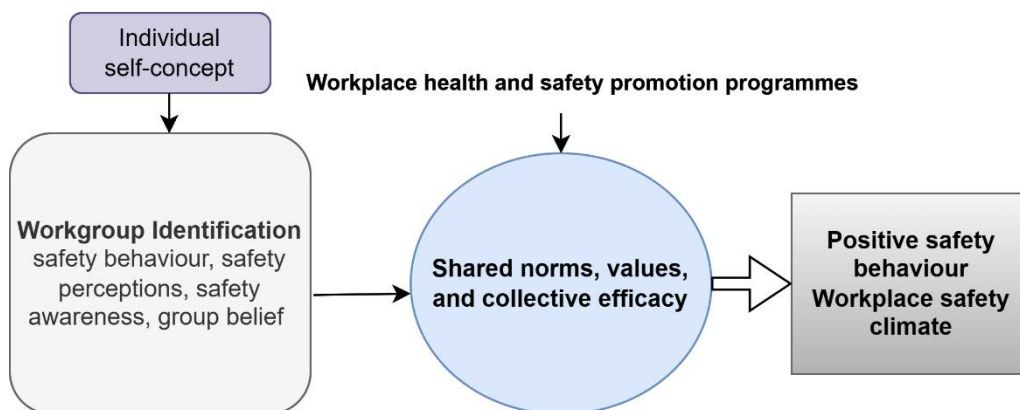 Individual
self-concept
Workplace health and safety promotion programmes
Workgroup Identification
safety behaviour, safety
perceptions, safety
awareness, group belief
Shared norms, values,
and collective efficacy
Positive safety
behaviour
Workplace safety
climate